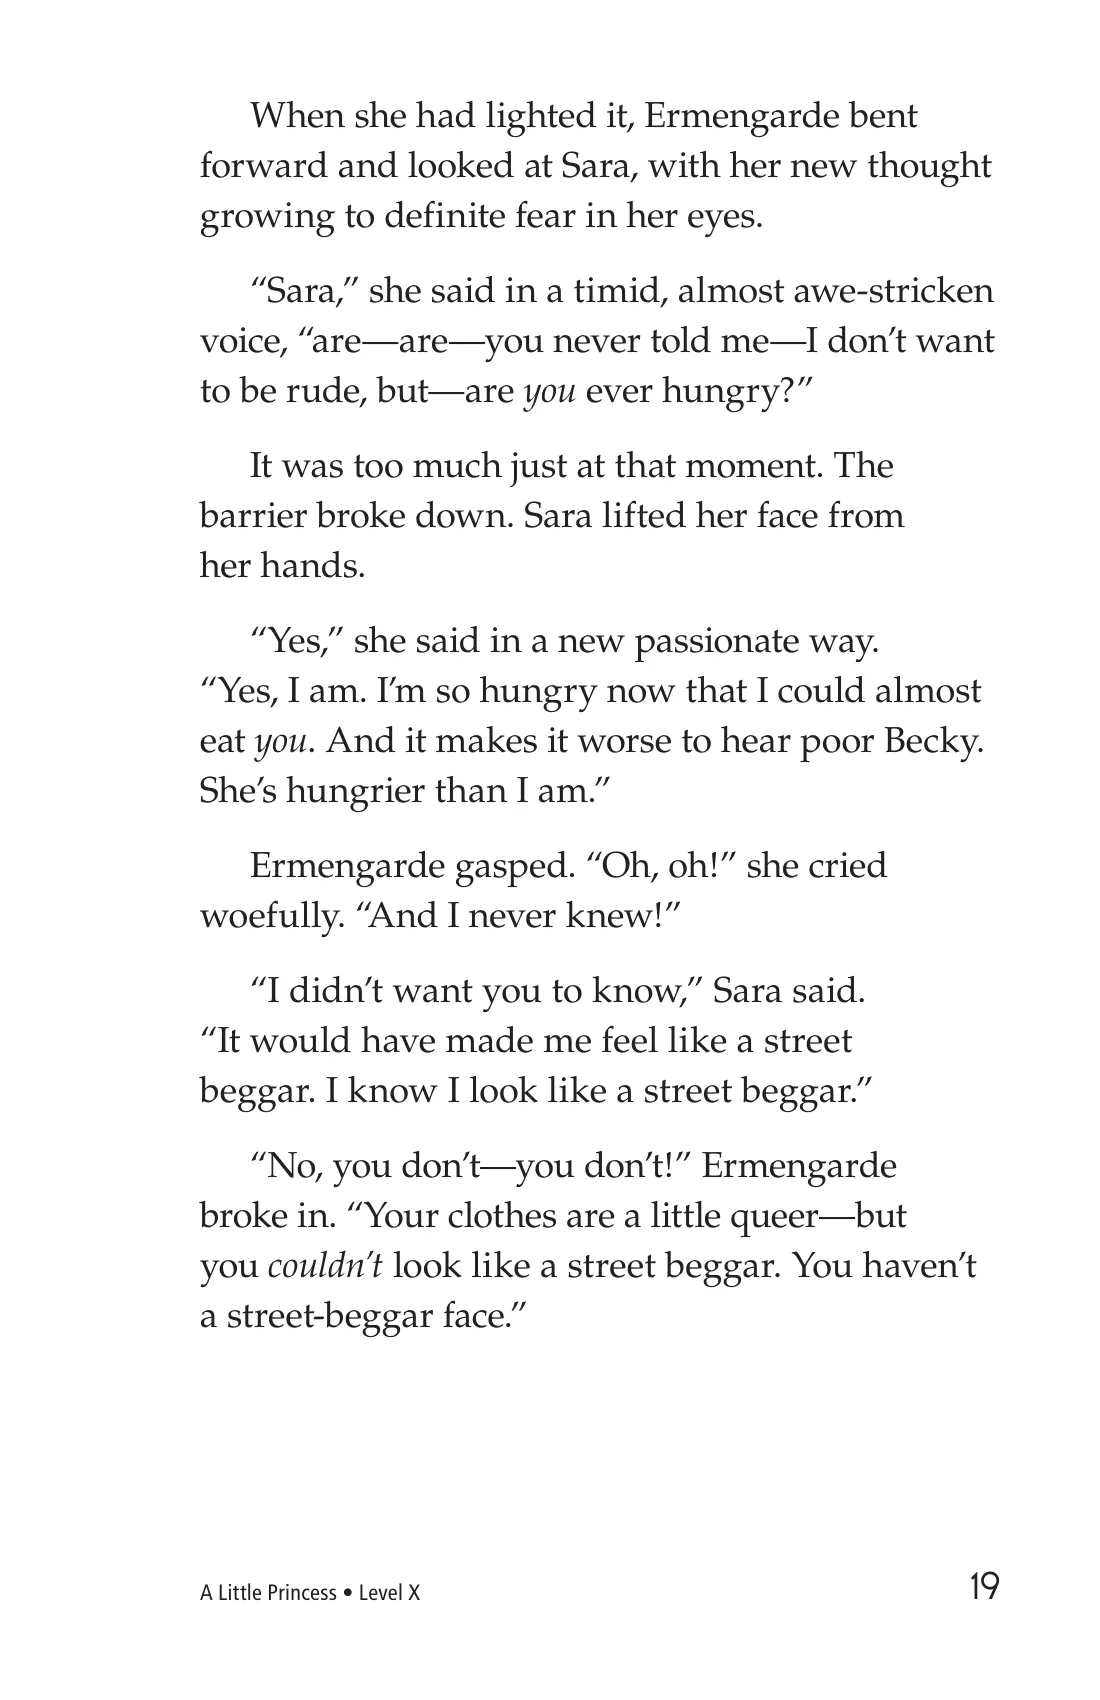 When she had lighted it, Ermengarde bent
forward and looked at Sara, with her new thought
growing to definite fear in her eyes.
“Sara,” she said in a timid, almost awe-stricken
voice, “are—are—you never told me—I don’t want
to be rude, but—are you ever hungry?”
It was too much just at that moment. The
barrier broke down. Sara lifted her face from
her hands.
“Yes,” she said in a new passionate way.
“Yes, I am. I’m so hungry now that I could almost
eat you. And it makes it worse to hear poor Becky.
She’s hungrier than I am.”
Ermengarde gasped. “Oh, oh!” she cried
woefully. “And I never knew!”
“I didn’t want you to know,” Sara said.
“It would have made me feel like a street
beggar. I know I look like a street beggar.”
“No, you don’t—you don’t!” Ermengarde
broke in. “Your clothes are a little queer—but
you couldn’t look like a street beggar. You haven’t
a street-beggar face.”
A Little Princess • Level X
19